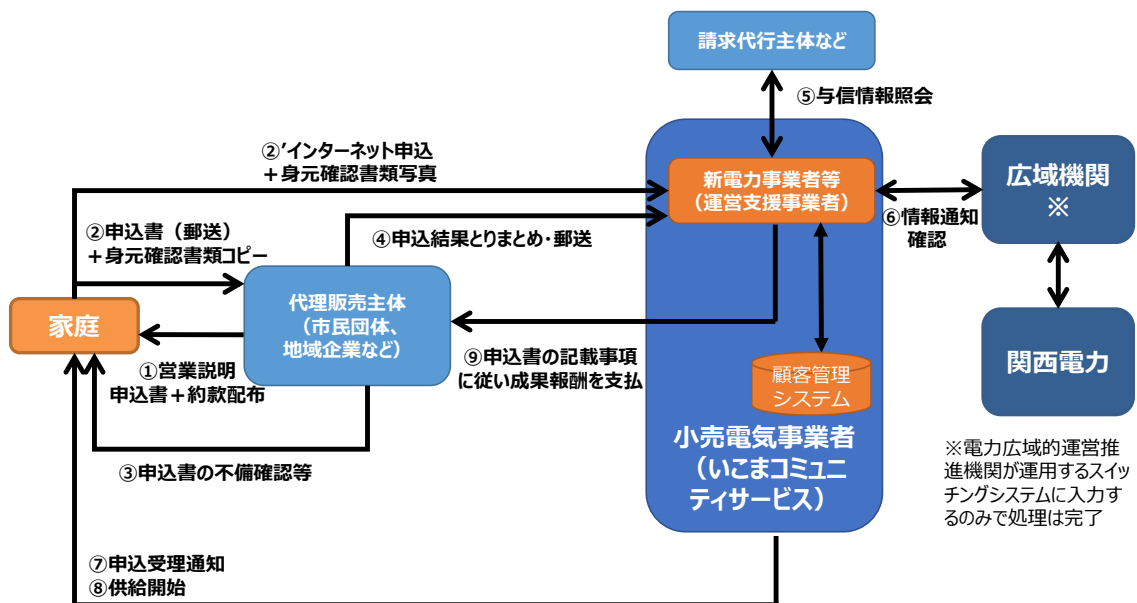 請求代行主体など
⑤与信情報照会
②’インターネット申込
＋身元確認書類写真
新電力事業者等
（運営支援事業者）
広域機関
※
⑥情報通知
確認
②申込書（郵送）
＋身元確認書類コピー
④申込結果とりまとめ・郵送
代理販売主体
（市民団体、
地域企業など）
家庭
①営業説明
申込書＋約款配布
⑨申込書の記載事項
に従い成果報酬を支払
顧客管理
システム
関西電力
③申込書の不備確認等
小売電気事業者
（いこまコミュニ
ティサービス）
※電力広域的運営推
進機関が運用するスイッ
チングシステムに入力す
るのみで処理は完了
⑦申込受理通知
⑧供給開始